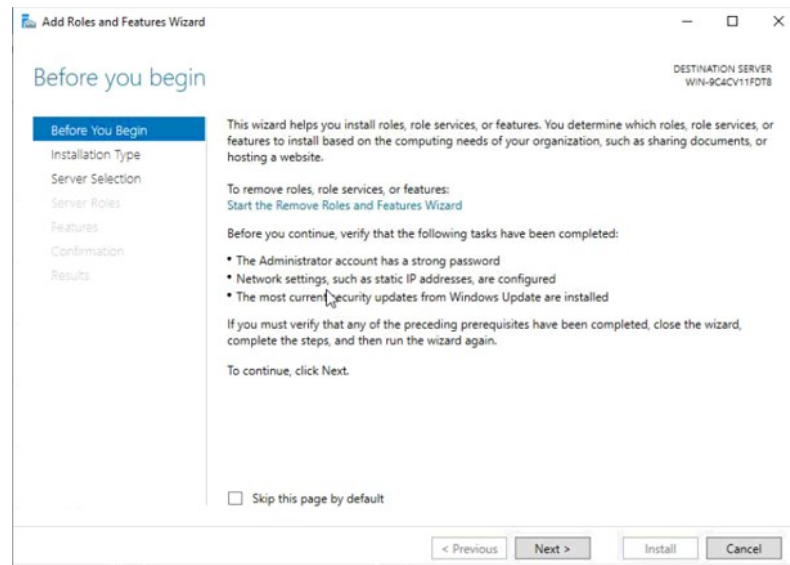 Add Roles and Features Wizard
Before you begin
DESTINATION SERVER
WIN-9C4CV11FDT8
Before You Begin
Installation Type
Server Selection
Server Roles
Features
Confirmation
Results
This wizard helps you install roles, role services, or features. You determine which roles, role services, or
features to install based on the computing needs of your organization, such as sharing documents, or
hosting a website.
To remove roles, role services, or features:
Start the Remove Roles and Features Wizard
Before you continue, verify that the following tasks have been completed:
• The Administrator account has a strong password
• Network settings, such as static IP addresses, are configured
• The most current security updates from Windows Update are installed
If you must verify that any of the preceding prerequisites have been completed, close the wizard,
complete the steps, and then run the wizard again.
To continue, click Next.
Skip this page by default
< Previous
Next >
Install
Cancel